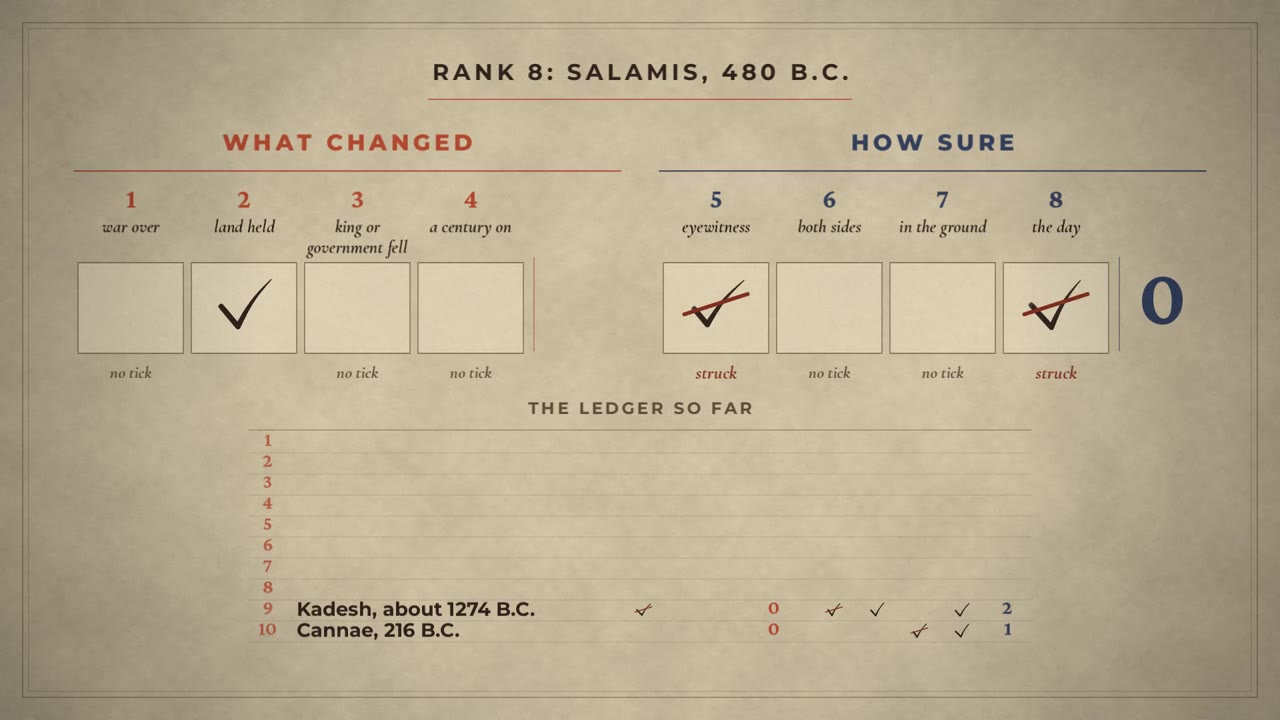 RANK 8: SALAMIS, 480 B.C.
WHAT CHANGED
1 2 3 4
war over land held king or government fell a century on
no tick no tick no tick
HOW SURE
5 6 7 8
eyewitness both sides in the ground the day
0
struck no tick no tick struck
THE LEDGER SO FAR
1
2
3
4
5
6
7
8
9 Kadesh, about 1274 B.C. 0 2
10 Cannae, 216 B.C. 0 1